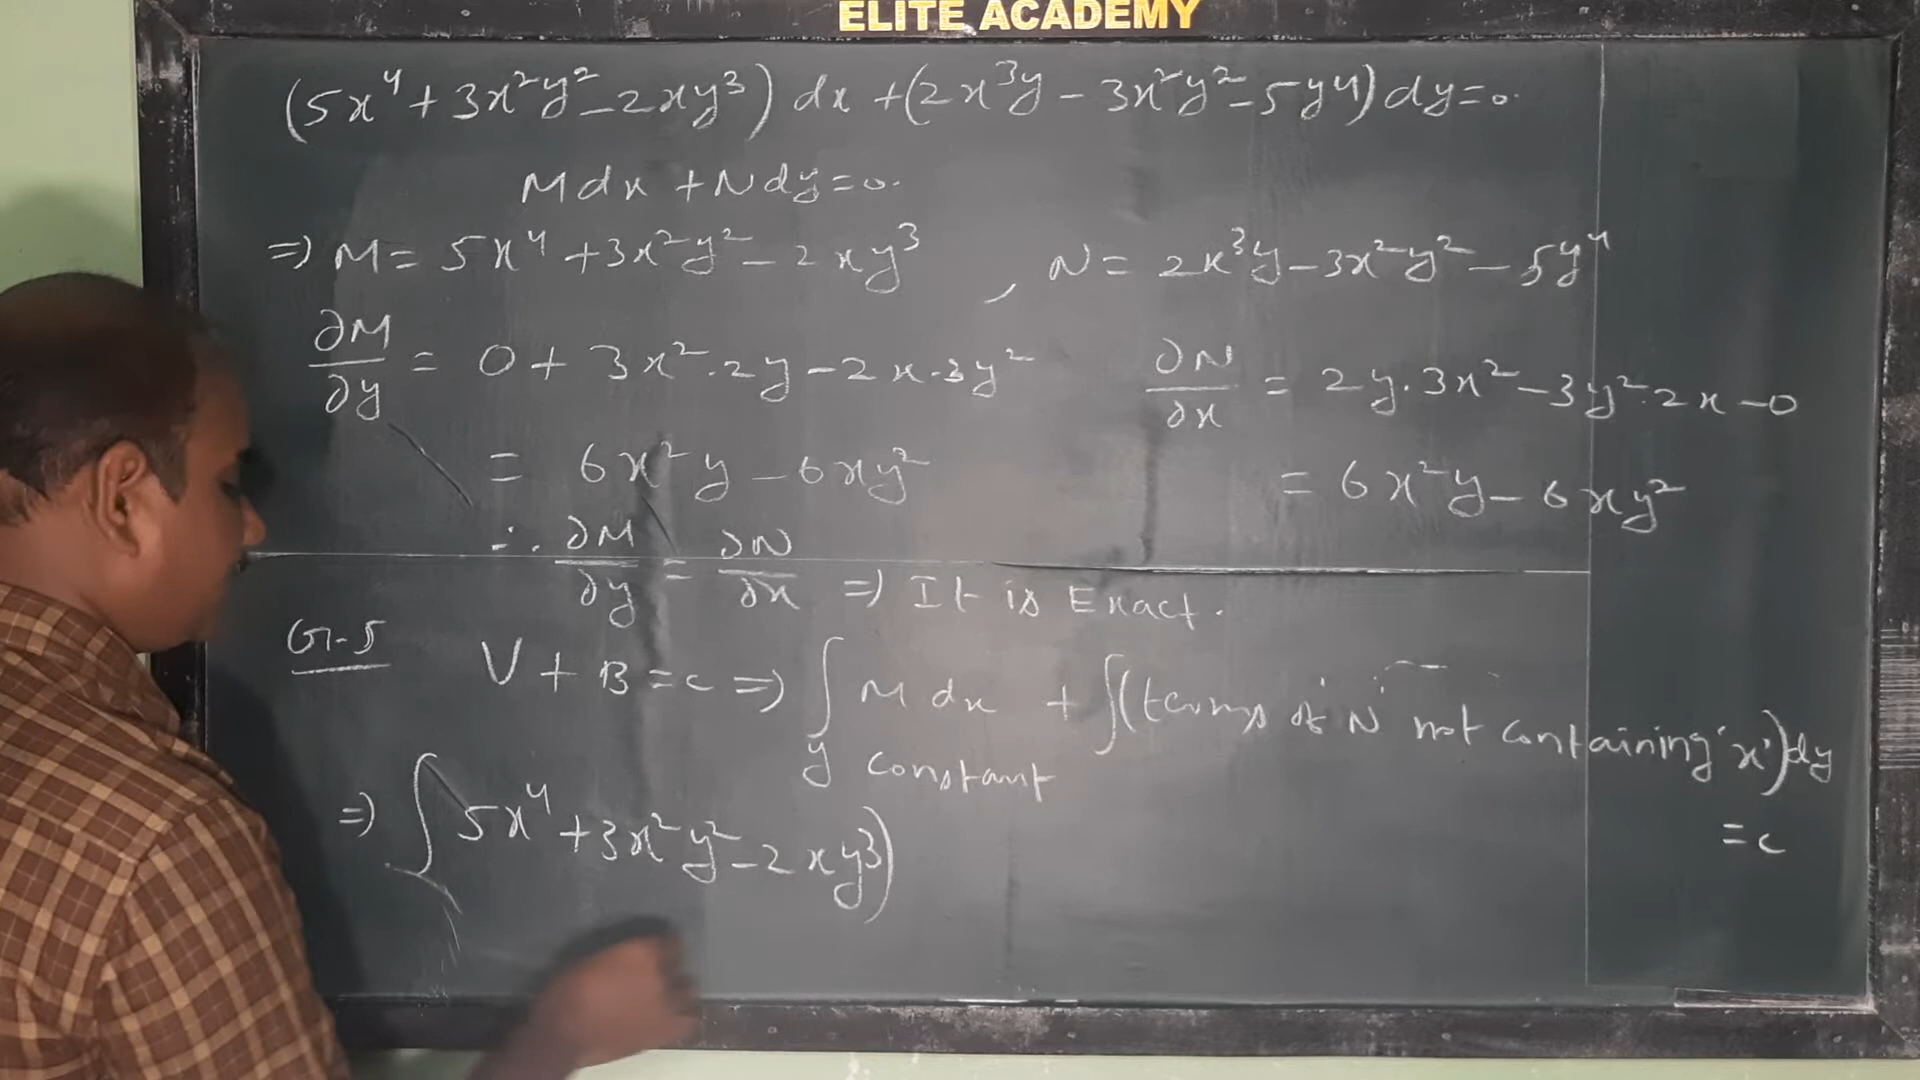 ELITE ACADEMY
(5x⁴+3x²y²-2xy³) dx +(2x³y - 3x²y²-5y4) dy=0.
Mdx +Ndy=0.
=> M= 5x⁴ +3x²y²-2xy³ , N= 2x³y-3x²y²-5y⁴
∂M/∂y = 0+ 3x².2y-2x.3y² ∂N/∂x = 2y.3x²-3y².2x-0
= 6x²y-6xy² = 6x²y-6xy²
∴ ∂M/∂y = ∂N/∂x => It is Exact.
G.S
=> ∫ M dx + ∫(terms of 'N' not containing 'x')dy
y constant
=c
=> ∫ 5x⁴+3x²y²-2xy³)